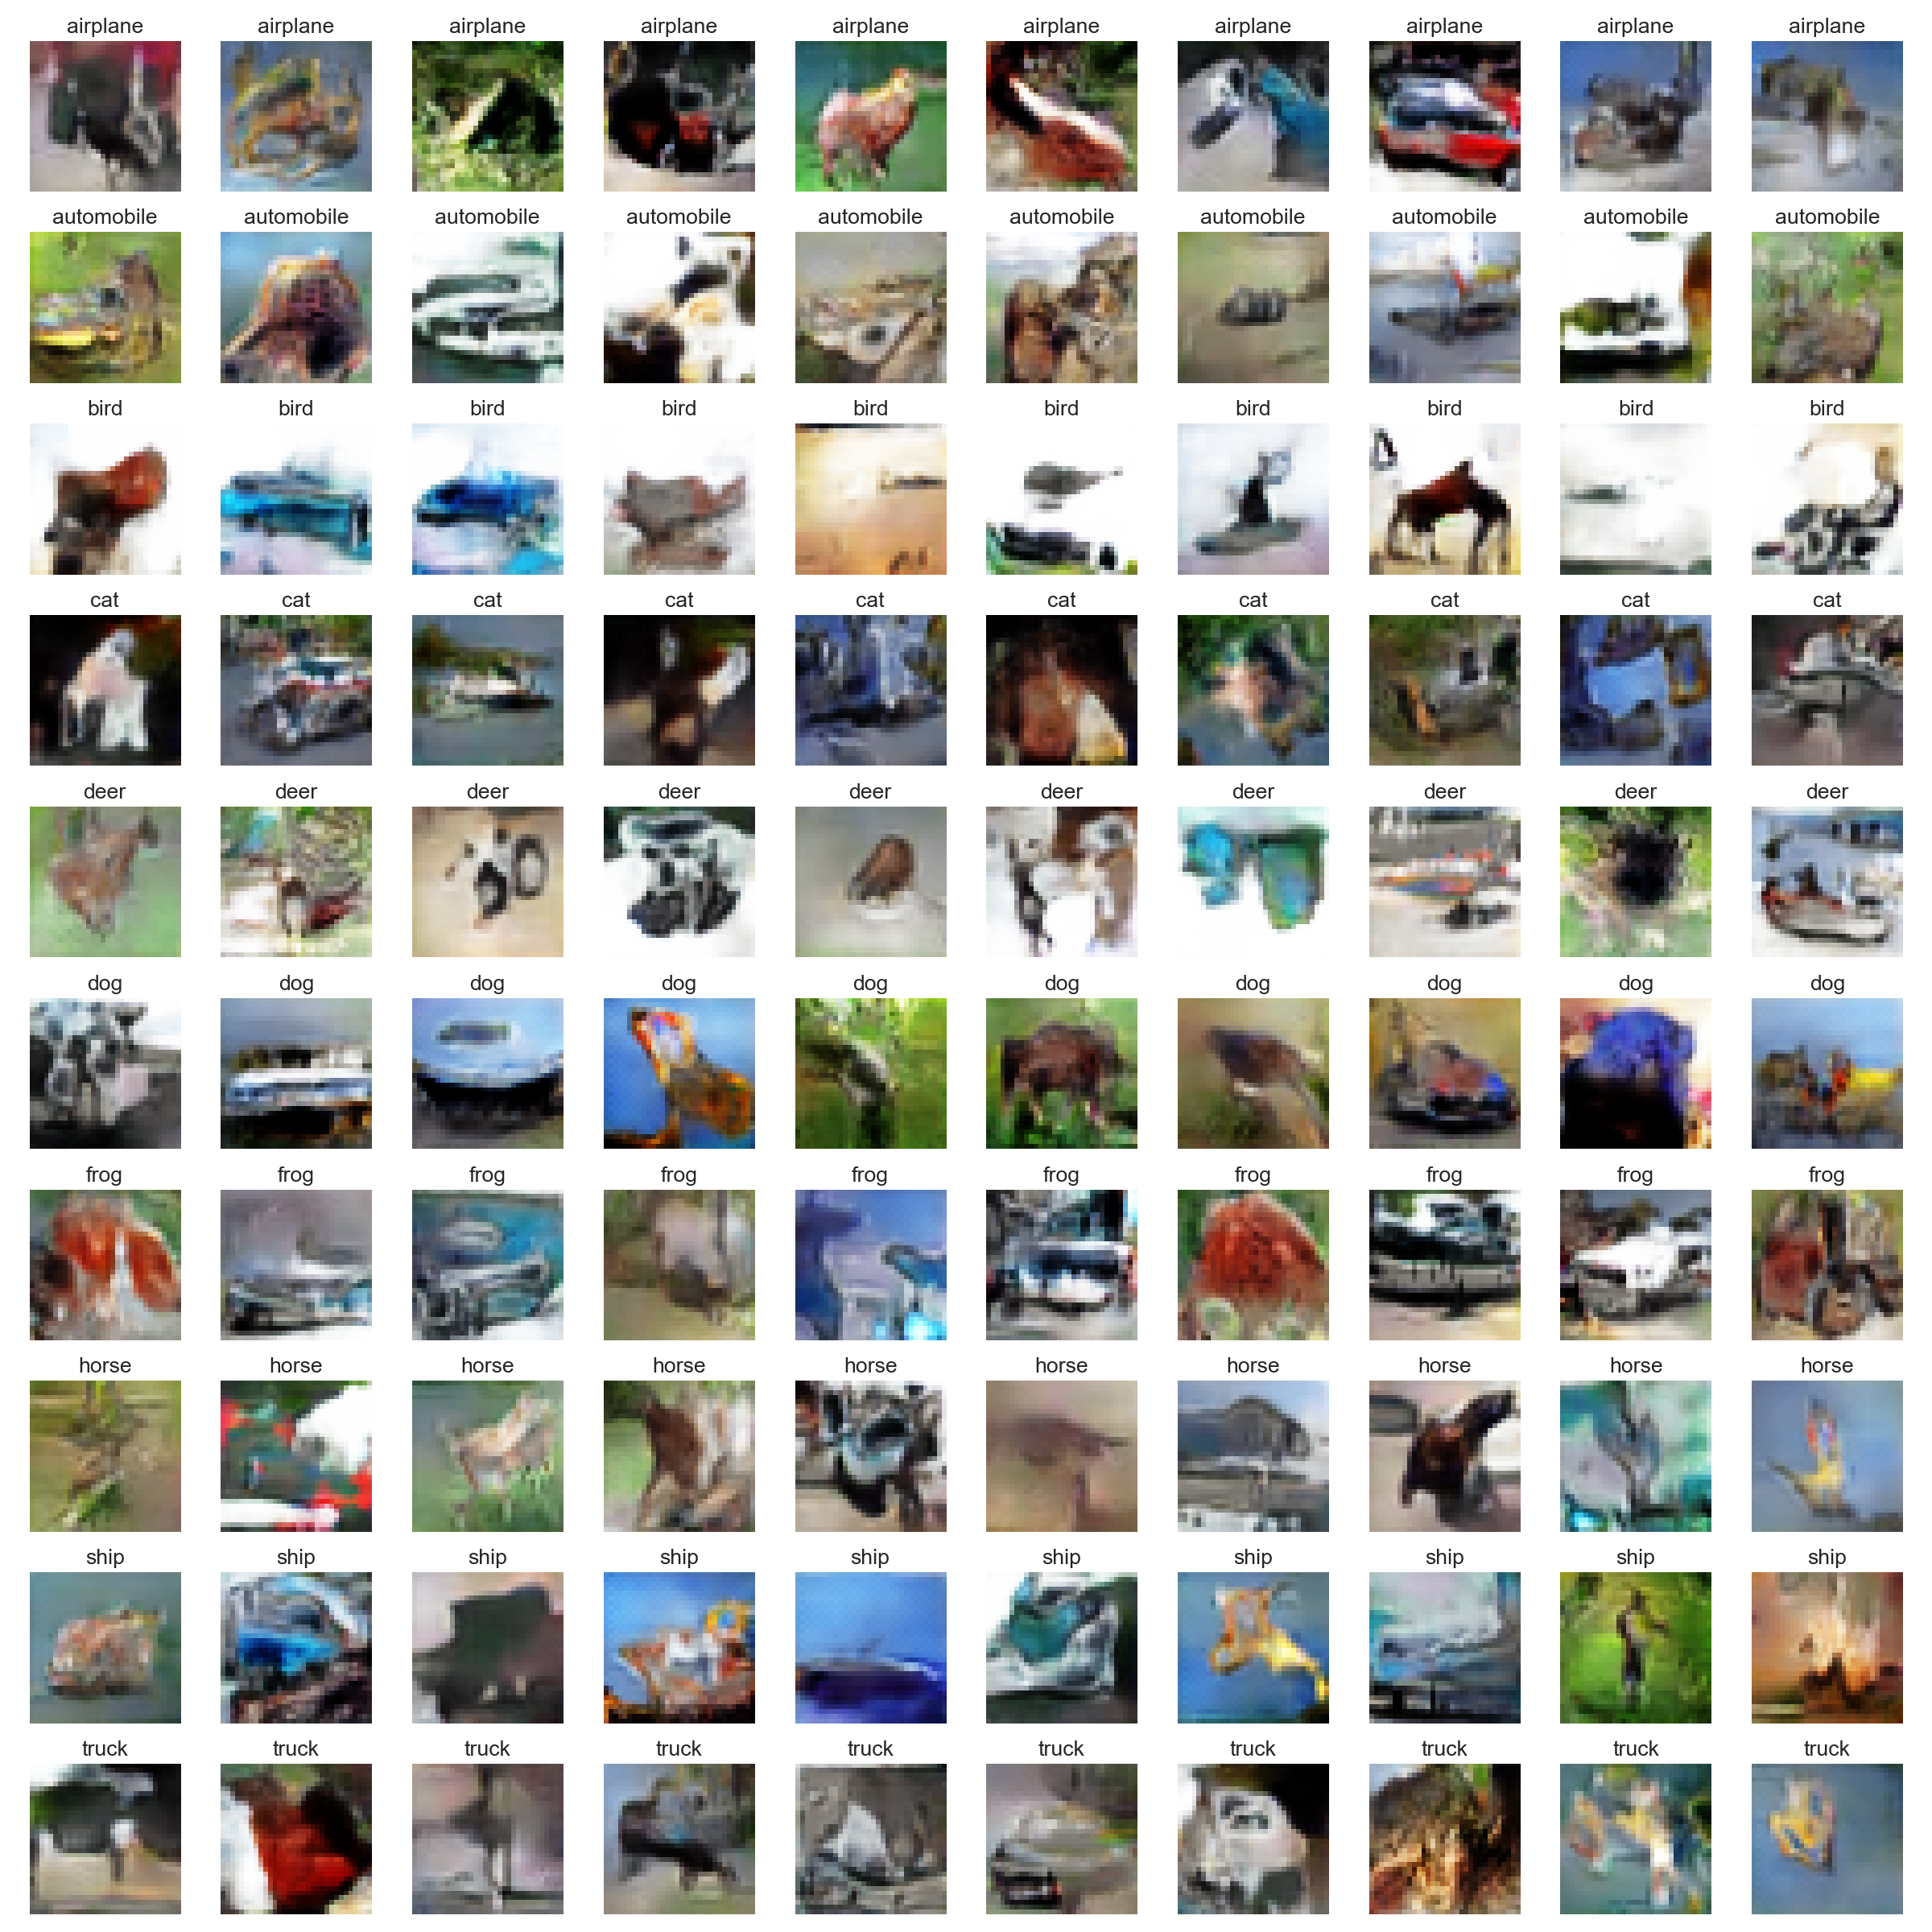 airplane airplane airplane airplane airplane airplane airplane airplane airplane airplane
automobile automobile automobile automobile automobile automobile automobile automobile automobile automobile
bird bird bird bird bird bird bird bird bird bird
cat cat cat cat cat cat cat cat cat cat
deer deer deer deer deer deer deer deer deer deer
dog dog dog dog dog dog dog dog dog dog
frog frog frog frog frog frog frog frog frog frog
horse horse horse horse horse horse horse horse horse horse
ship ship ship ship ship ship ship ship ship ship
truck truck truck truck truck truck truck truck truck truck